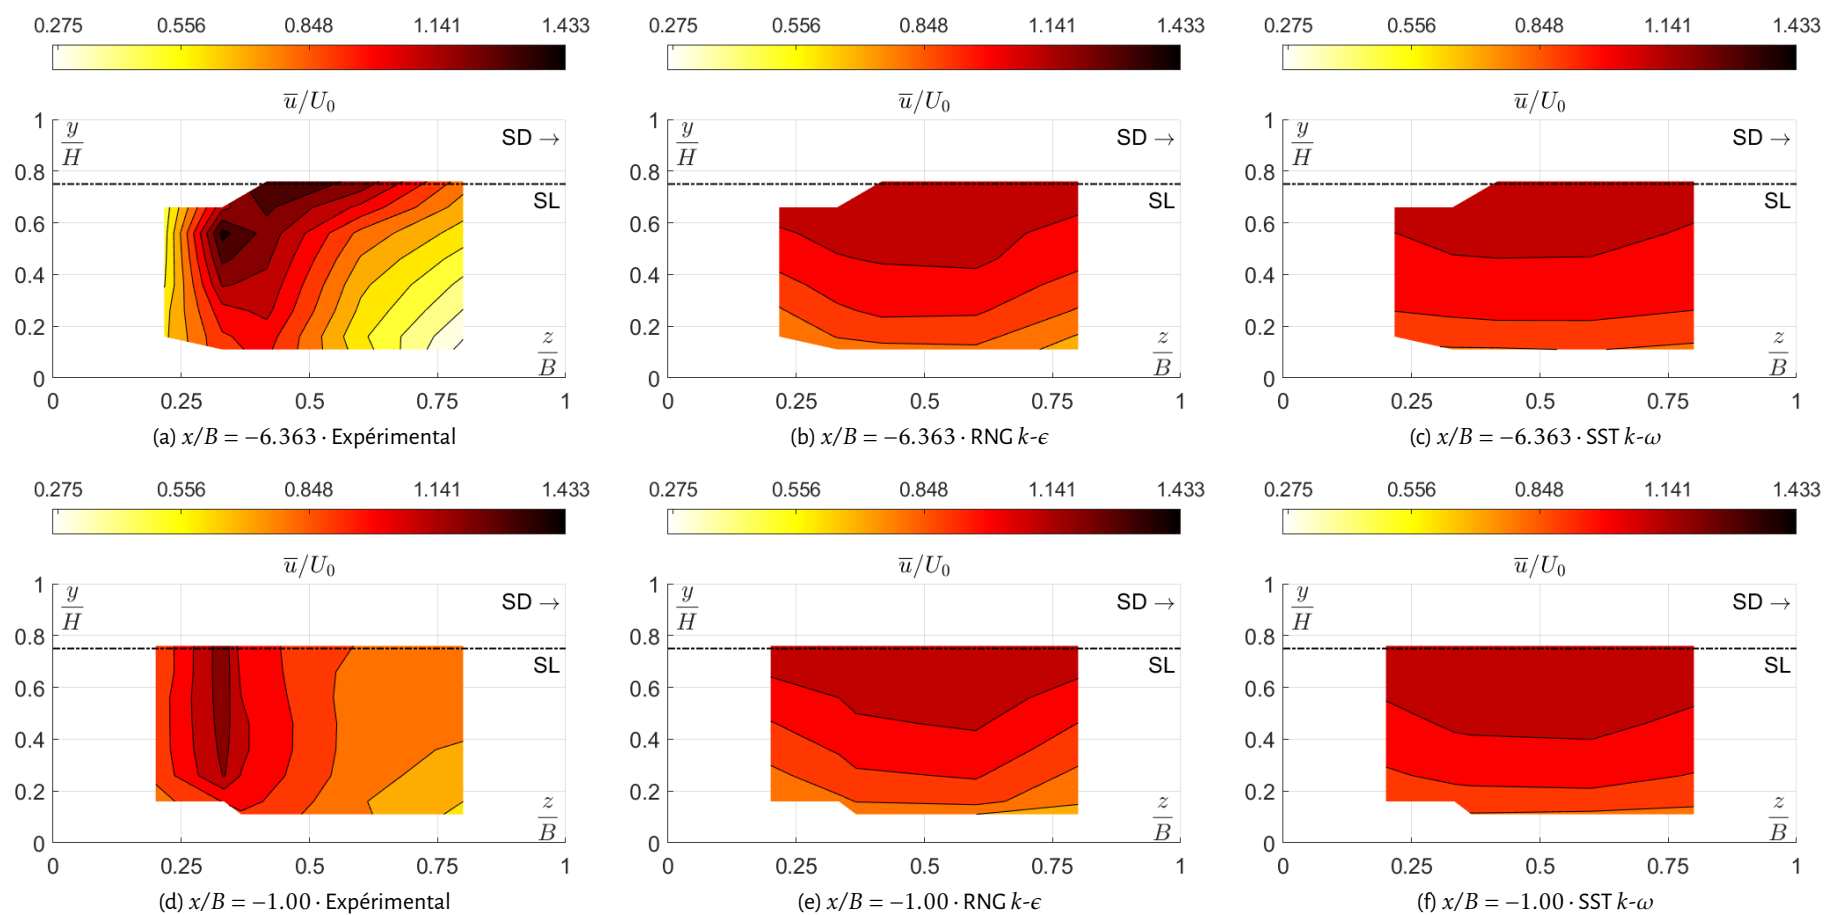 0.275 0.556 0.848 1.141 1.433 0.275 0.556 0.848 1.141 1.433 0.275 0.556 0.848 1.141 1.433
u̅/U₀ u̅/U₀ u̅/U₀
1 y/H SD → 1 y/H SD → 1 y/H SD →
0.8 0.8 0.8
SL SL SL
0.6 0.6 0.6
0.4 0.4 0.4
0.2 z/B 0.2 z/B 0.2 z/B
0 0 0
0 0.25 0.5 0.75 1 0 0.25 0.5 0.75 1 0 0.25 0.5 0.75 1
(a) x/B = −6.363 · Expérimental (b) x/B = −6.363 · RNG k-ϵ (c) x/B = −6.363 · SST k-ω
0.275 0.556 0.848 1.141 1.433 0.275 0.556 0.848 1.141 1.433 0.275 0.556 0.848 1.141 1.433
u̅/U₀ u̅/U₀ u̅/U₀
1 y/H SD → 1 y/H SD → 1 y/H SD →
0.8 0.8 0.8
SL SL SL
0.6 0.6 0.6
0.4 0.4 0.4
0.2 z/B 0.2 z/B 0.2 z/B
0 0 0
0 0.25 0.5 0.75 1 0 0.25 0.5 0.75 1 0 0.25 0.5 0.75 1
(d) x/B = −1.00 · Expérimental (e) x/B = −1.00 · RNG k-ϵ (f) x/B = −1.00 · SST k-ω